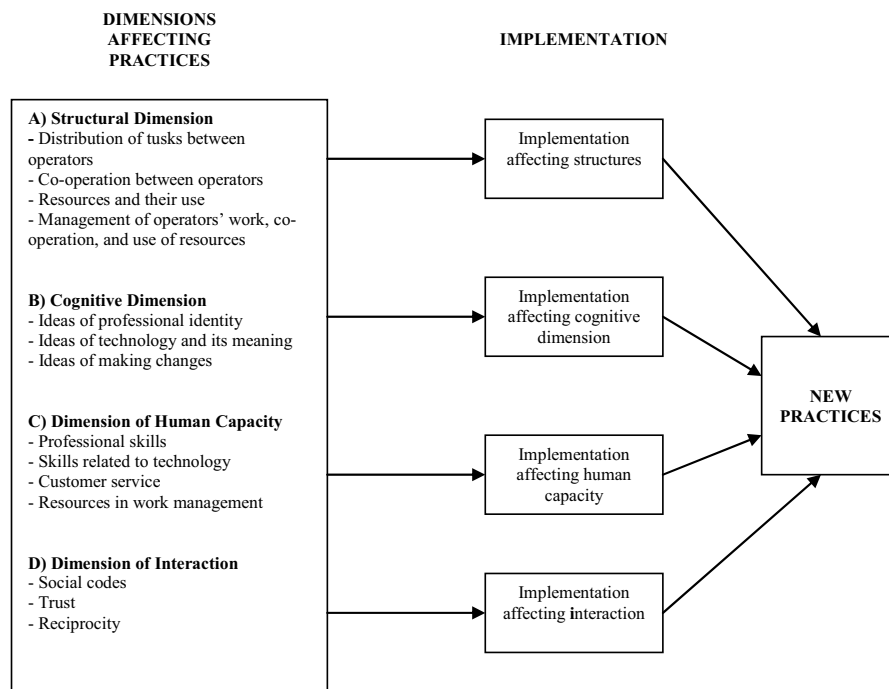 DIMENSIONS
AFFECTING
PRACTICES
IMPLEMENTATION
A) Structural Dimension
- Distribution of tusks between
operators
- Co-operation between operators
- Resources and their use
- Management of operators' work, co-
operation, and use of resources
B) Cognitive Dimension
- Ideas of professional identity
- Ideas of technology and its meaning
- Ideas of making changes
C) Dimension of Human Capacity
- Professional skills
- Skills related to technology
- Customer service
- Resources in work management
D) Dimension of Interaction
- Social codes
- Trust
- Reciprocity
Implementation
affecting structures
Implementation
affecting cognitive
dimension
Implementation
affecting human
capacity
Implementation
affecting interaction
NEW
PRACTICES